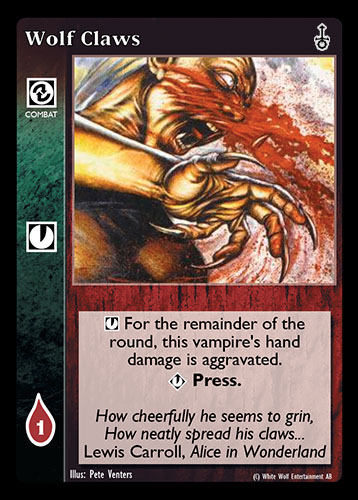 Wolf Claws
COMBAT
For the remainder of the
round, this vampire's hand
damage is aggravated.
Press.
How cheerfully he seems to grin,
How neatly spread his claws...
Lewis Carroll, Alice in Wonderland
1
Illus: Pete Venters
(C) White Wolf Entertainment AB